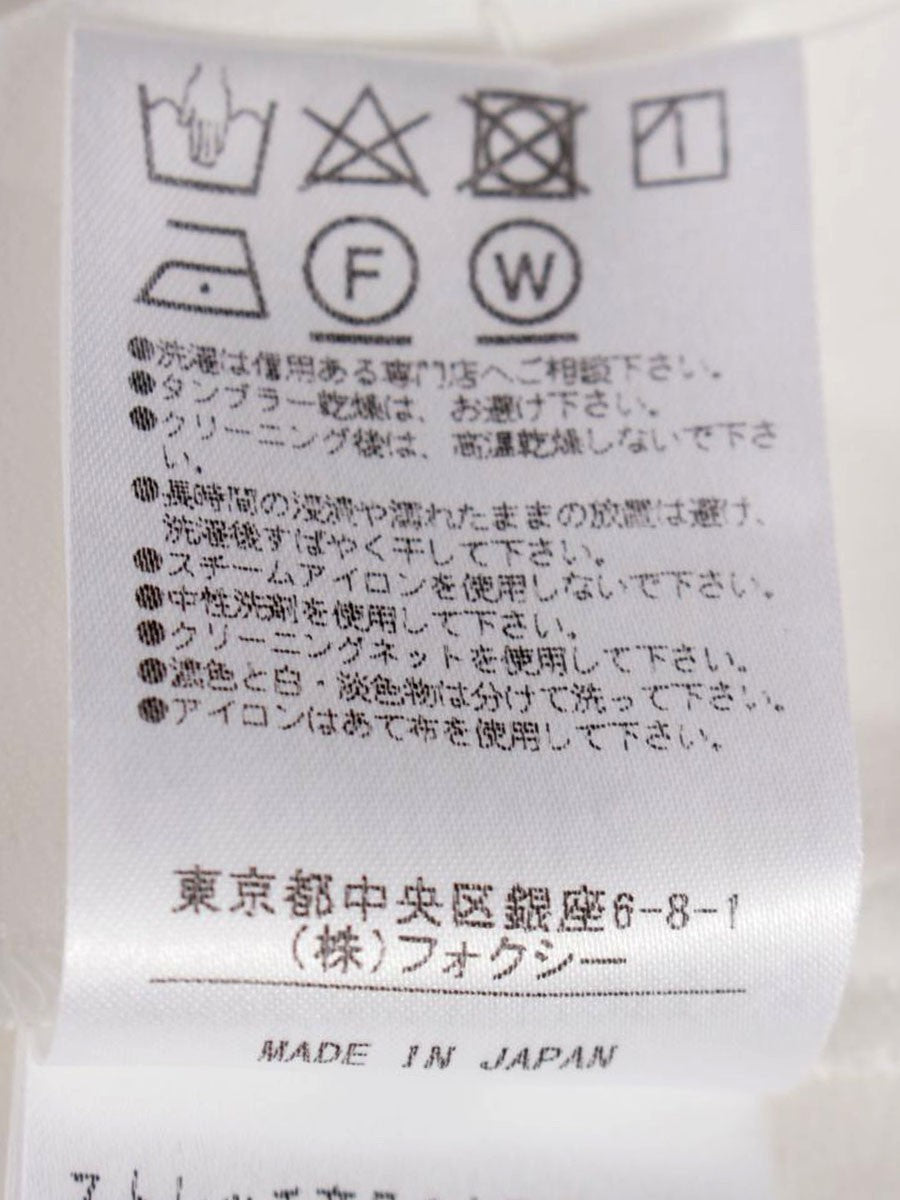 F W
●洗濯は信用ある専門店へご相談下さい。
●タンブラー乾燥は、お避け下さい。
●クリーニング後は、高温乾燥しないで下さ
い。
●長時間の浸漬や濡れたままの放置は避け、
洗濯後すばやく干して下さい。
●スチームアイロンを使用しないで下さい。
●中性洗剤を使用して下さい。
●クリーニングネットを使用して下さい。
●濃色と白・淡色物は分けて洗って下さい。
●アイロンはあて布を使用して下さい。
東京都中央区銀座6-8-1
(株)フォクシー
MADE IN JAPAN